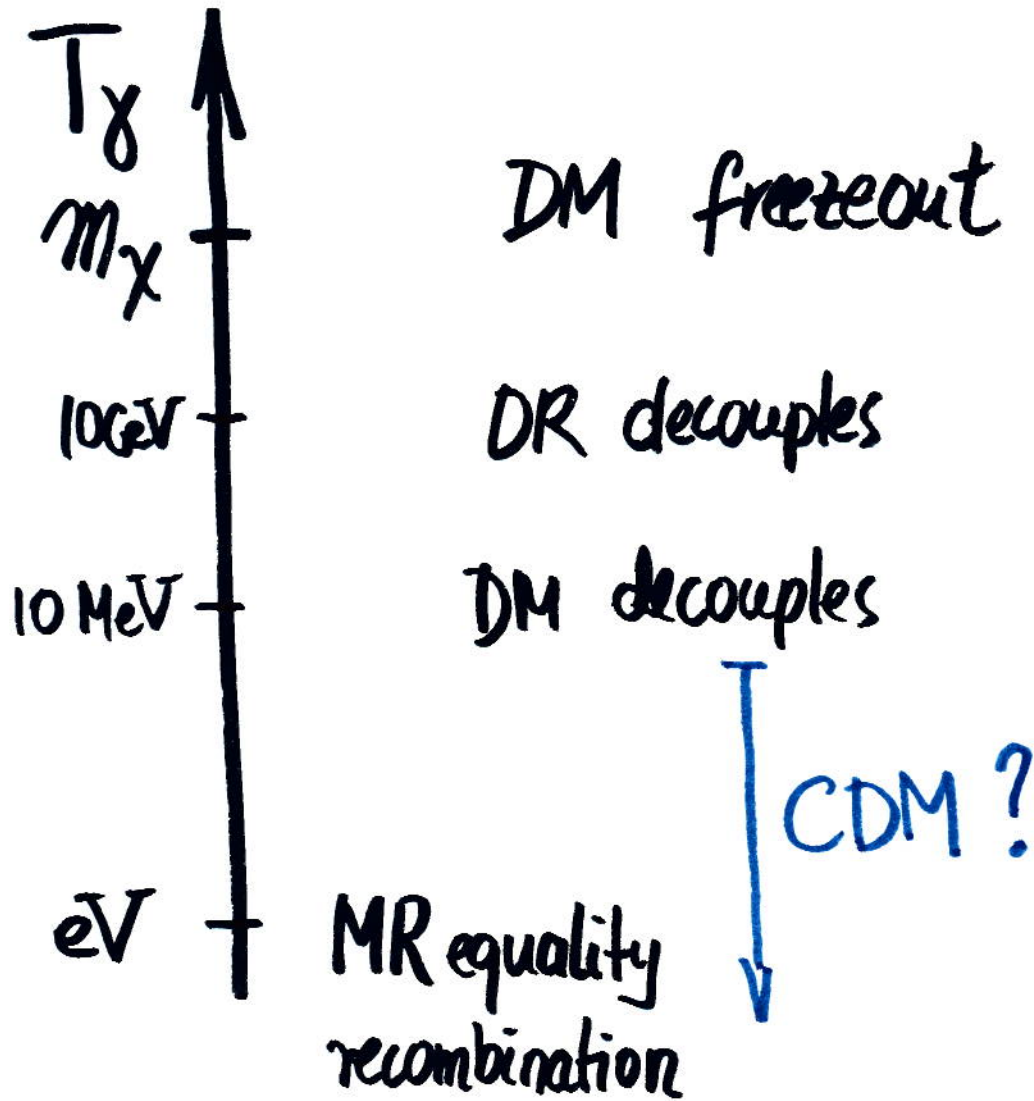 Tγ
mχ DM freezeout
10GeV DR decouples
10 MeV DM decouples
CDM ?
eV MR equality
recombination